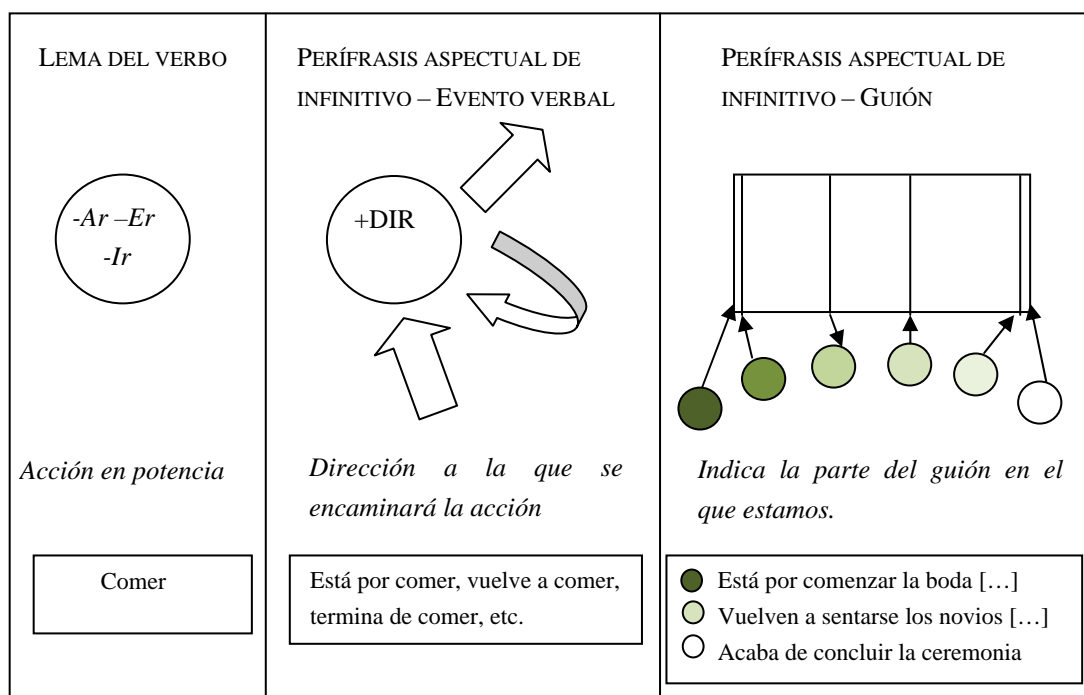 LEMA DEL VERBO
-Ar –Er
-Ir
Acción en potencia
Comer
PERÍFRASIS ASPECTUAL DE
INFINITIVO – EVENTO VERBAL
+DIR
Dirección a la que se
encaminará la acción
Está por comer, vuelve a comer,
termina de comer, etc.
PERÍFRASIS ASPECTUAL DE
INFINITIVO – GUIÓN
Indica la parte del guión en el
que estamos.
Está por comenzar la boda […]
Vuelven a sentarse los novios […]
Acaba de concluir la ceremonia